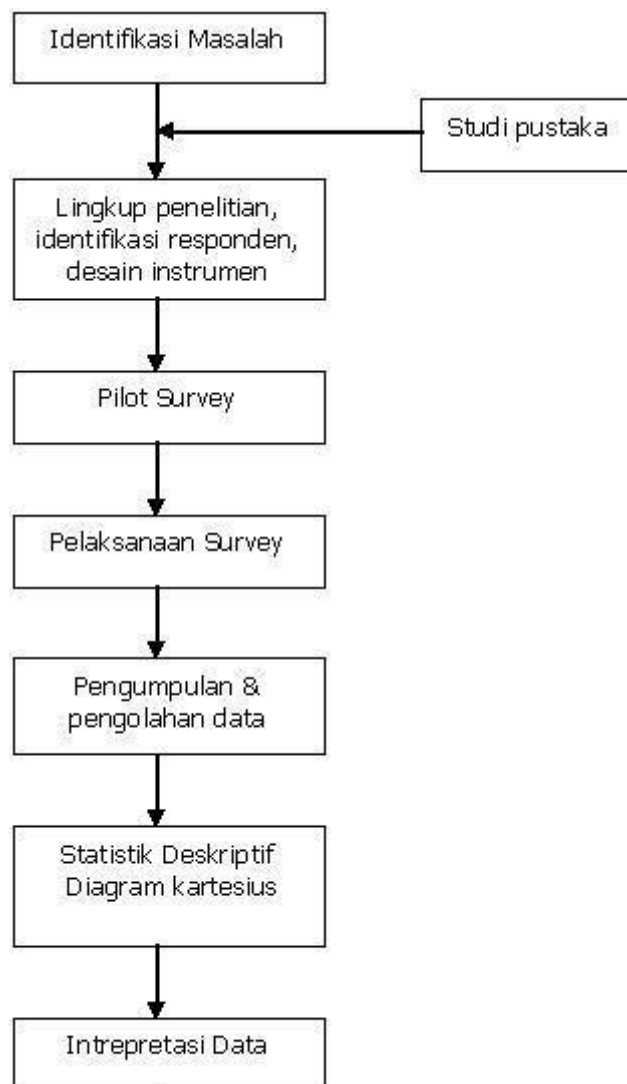 Identifikasi Masalah
Studi pustaka
Lingkup penelitian,
identifikasi responden,
desain instrumen
Pilot Survey
Pelaksanaan Survey
Pengumpulan &
pengolahan data
Statistik Deskriptif
Diagram kartesius
Intrepretasi Data